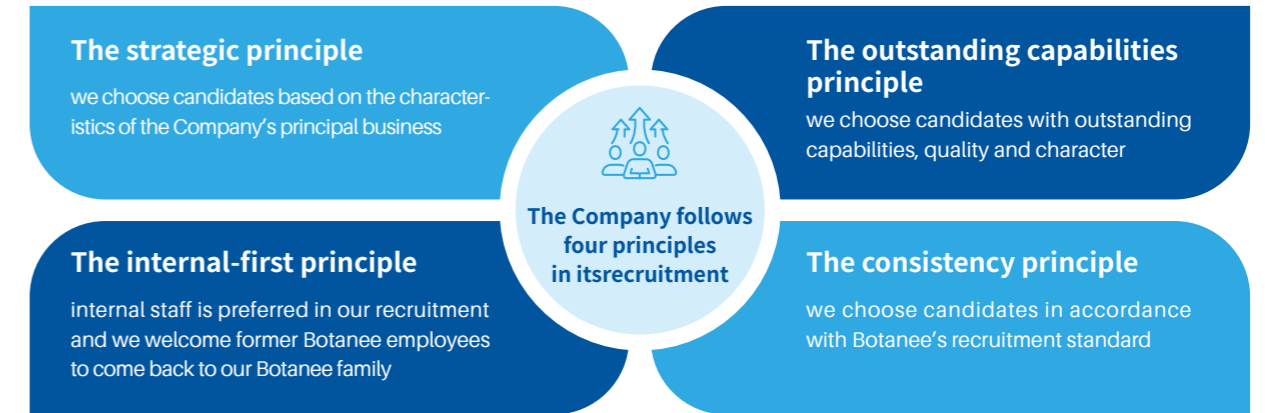 The strategic principle
we choose candidates based on the character-
istics of the Company's principal business
The outstanding capabilities
principle
we choose candidates with outstanding
capabilities, quality and character
The Company follows
four principles
in itsrecruitment
The internal-first principle
internal staff is preferred in our recruitment
and we welcome former Botanee employees
to come back to our Botanee family
The consistency principle
we choose candidates in accordance
with Botanee's recruitment standard